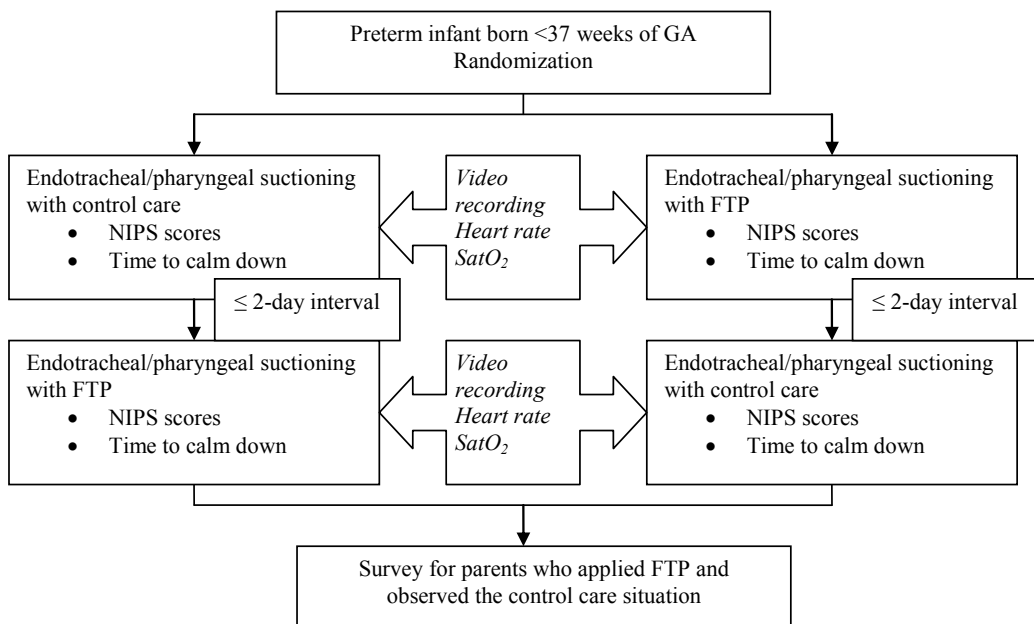 Preterm infant born <37 weeks of GA
Randomization
Endotracheal/pharyngeal suctioning
with control care
• NIPS scores
• Time to calm down
Video
recording
Heart rate
SatO₂
Endotracheal/pharyngeal suctioning
with FTP
• NIPS scores
• Time to calm down
≤ 2-day interval
≤ 2-day interval
Endotracheal/pharyngeal suctioning
with FTP
• NIPS scores
• Time to calm down
Video
recording
Heart rate
SatO₂
Endotracheal/pharyngeal suctioning
with control care
• NIPS scores
• Time to calm down
Survey for parents who applied FTP and
observed the control care situation